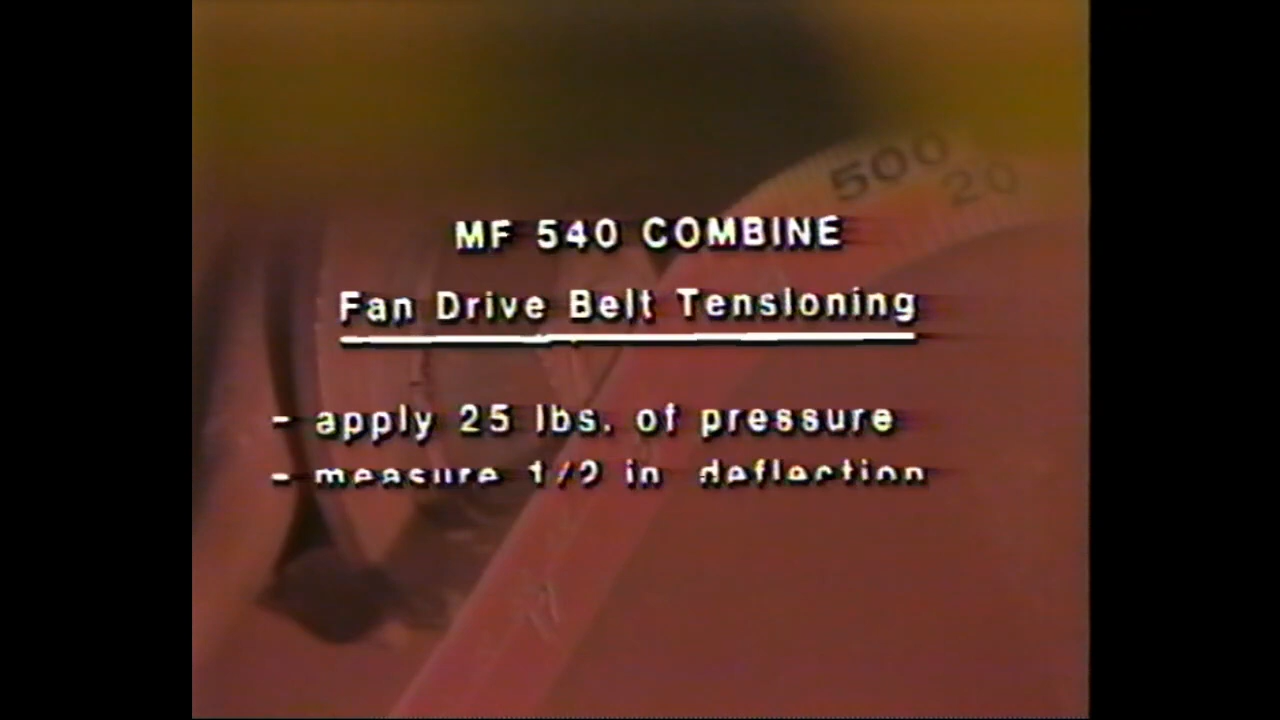 500
20
MF 540 COMBINE
Fan Drive Belt Tensioning
- apply 25 lbs. of pressure
- measure 1/2 in deflection